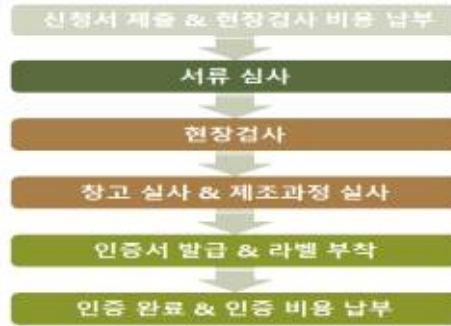 신청서 제출 & 현장검사 비용 납부
서류 심사
현장검사
창고 실사 & 제조과정 실사
인증서 발급 & 라벨 부착
인증 완료 & 인증 비용 납부